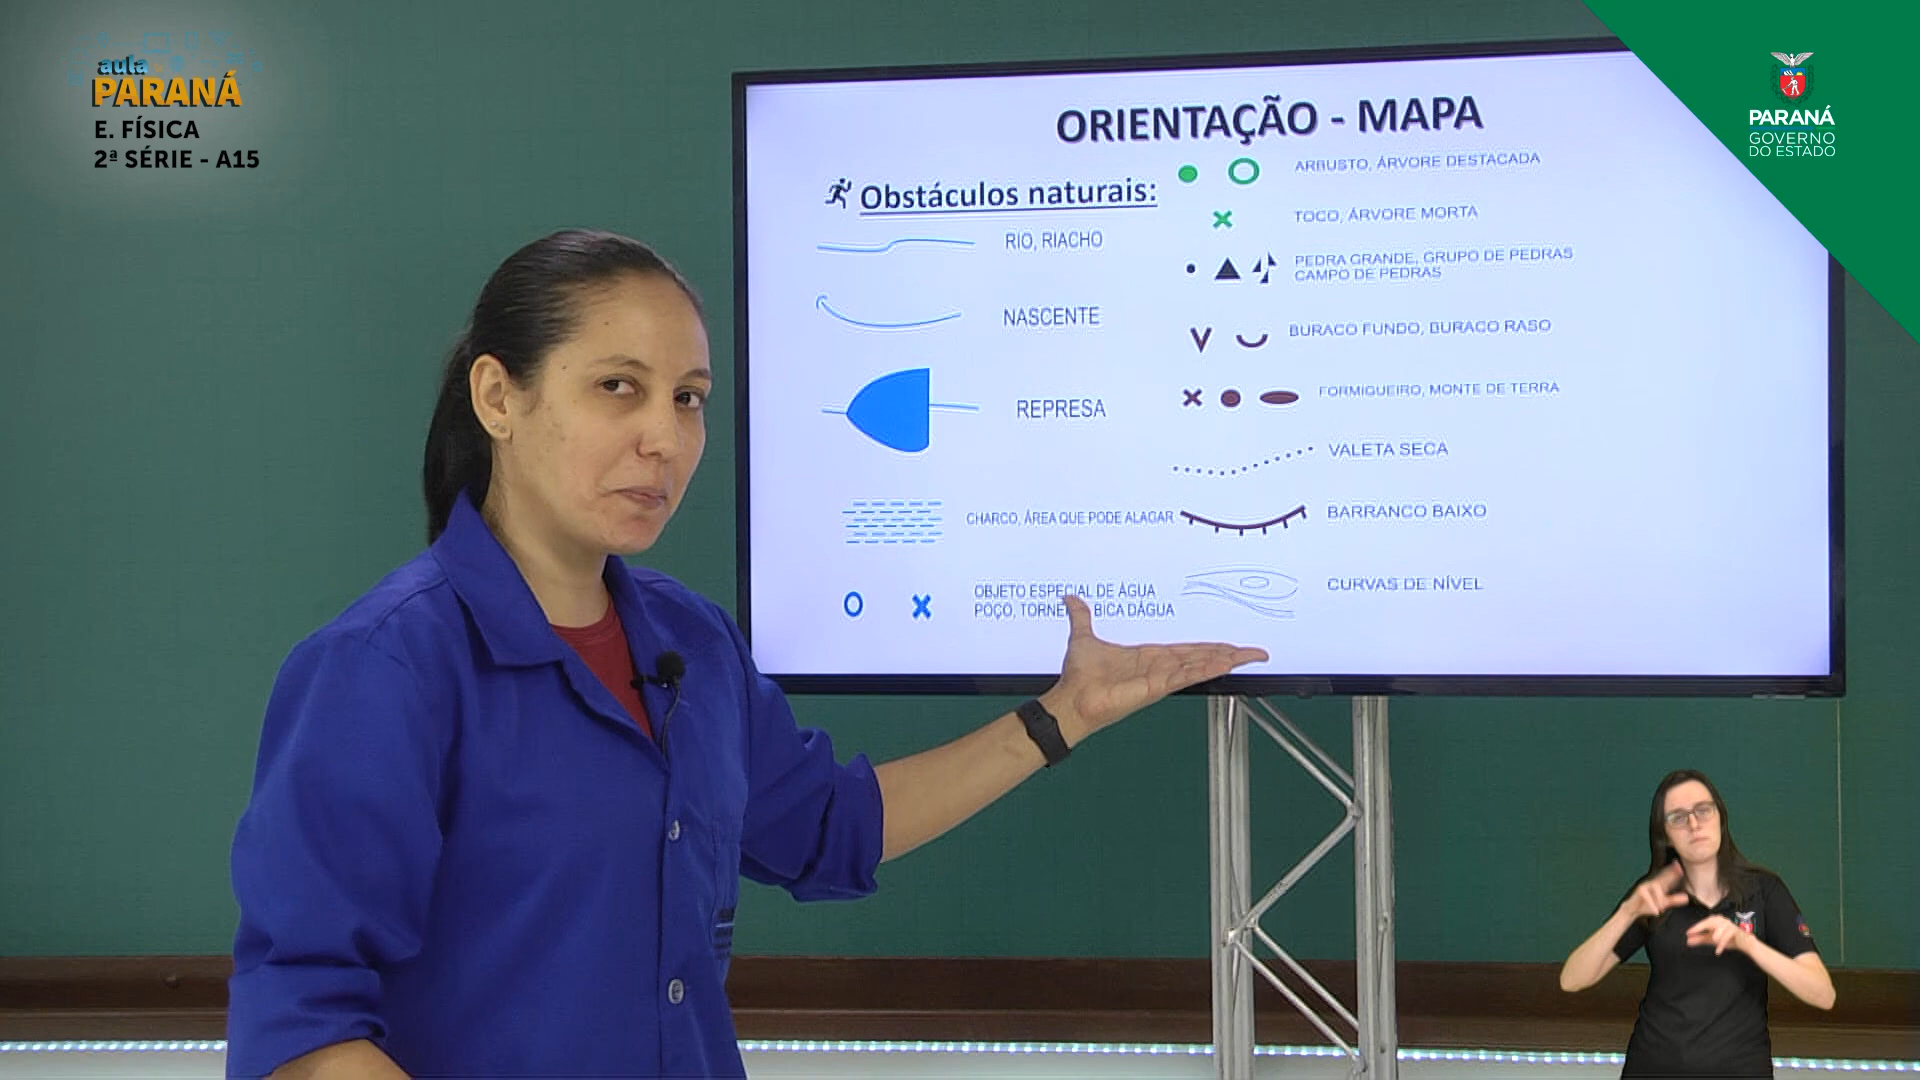 aula
PARANÁ
E. FÍSICA
2ª SÉRIE - A15
PARANÁ
GOVERNO
DO ESTADO
ORIENTAÇÃO - MAPA
Obstáculos naturais:
RIO, RIACHO
NASCENTE
REPRESA
CHARCO, ÁREA QUE PODE ALAGAR
OBJETO ESPECIAL DE ÁGUA
POÇO, BICA DÁGUA
ARBUSTO, ÁRVORE DESTACADA
TOCO, ÁRVORE MORTA
PEDRA GRANDE, GRUPO DE PEDRAS
CAMPO DE PEDRAS
BURACO FUNDO, BURACO RASO
FORMIGUEIRO, MONTE DE TERRA
VALETA SECA
BARRANCO BAIXO
CURVAS DE NÍVEL